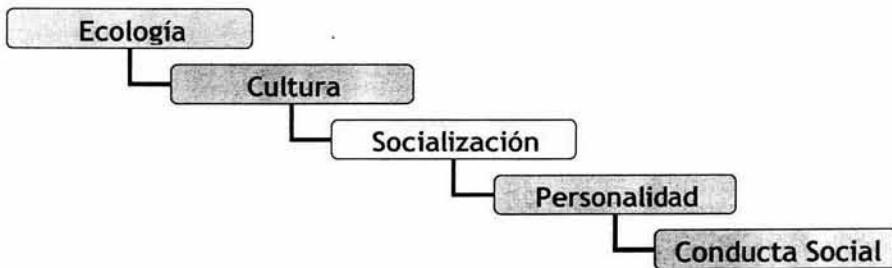 Ecología
Cultura
Socialización
Personalidad
Conducta Social